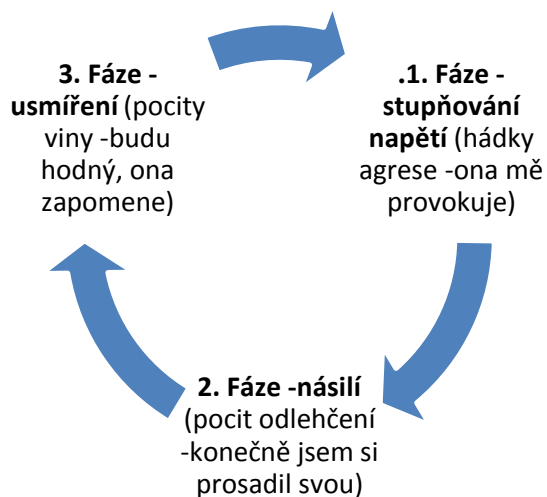 .1. Fáze -
stupňování
napětí (hádky
agrese -ona mě
provokuje)
2. Fáze -násilí
(pocit odlehčení
-konečně jsem si
prosadil svou)
3. Fáze -
usmíření (pocity
viny -budu
hodný, ona
zapomene)